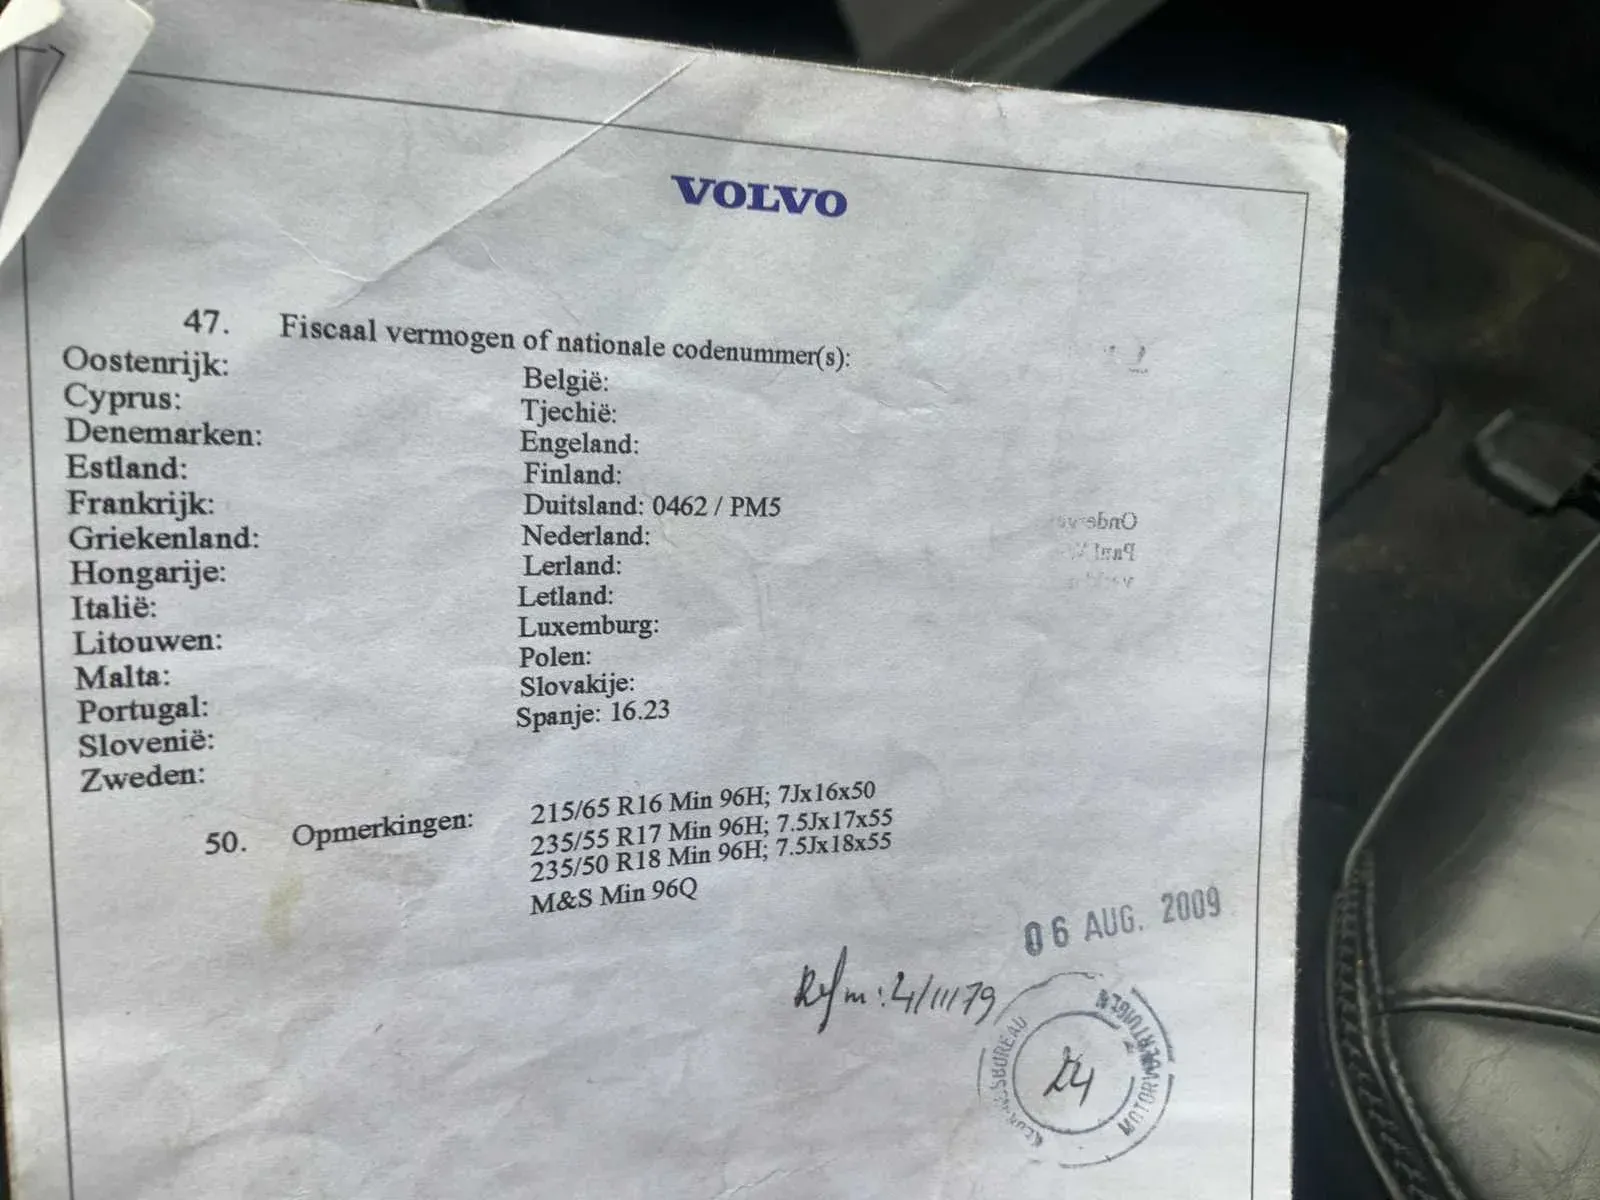 VOLVO
47. Fiscaal vermogen of nationale codenummer(s):
Oostenrijk: België:
Cyprus: Tjechië:
Denemarken: Engeland:
Estland: Finland:
Frankrijk: Duitsland: 0462 / PM5
Griekenland: Nederland:
Hongarije: Lerland:
Italië: Letland:
Litouwen: Luxemburg:
Malta: Polen:
Portugal: Slovakije:
Slovenië: Spanje: 16.23
Zweden:
50. Opmerkingen: 215/65 R16 Min 96H; 7Jx16x50
235/55 R17 Min 96H; 7.5Jx17x55
235/50 R18 Min 96H; 7.5Jx18x55
M&S Min 96Q
06 AUG. 2009
24
MOTORVOERTUIGEN